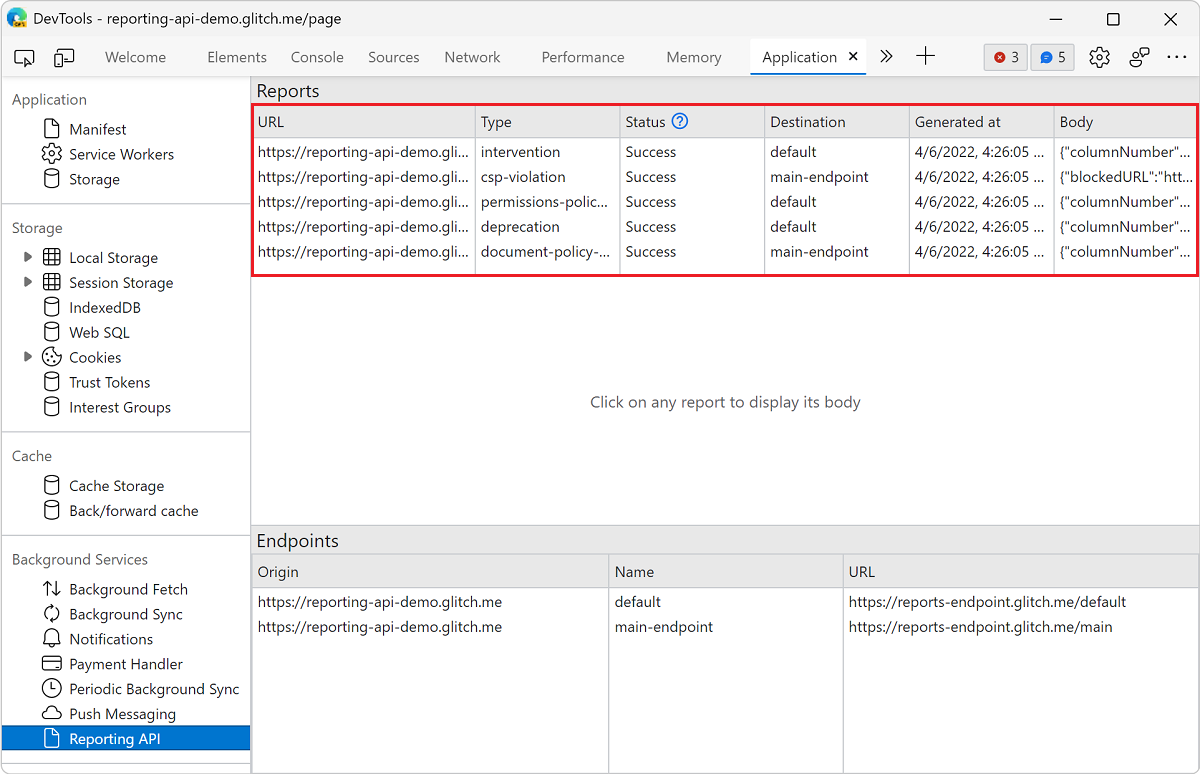 DevTools - reporting-api-demo.glitch.me/page
Welcome Elements Console Sources Network Performance Memory Application 3 5
Application
Manifest
Service Workers
Storage
Storage
Local Storage
Session Storage
IndexedDB
Web SQL
Cookies
Trust Tokens
Interest Groups
Cache
Cache Storage
Back/forward cache
Background Services
Background Fetch
Background Sync
Notifications
Payment Handler
Periodic Background Sync
Push Messaging
Reporting API
Reports
URL Type Status ? Destination Generated at Body
https://reporting-api-demo.gli... intervention Success default 4/6/2022, 4:26:05 ... {"columnNumber"...
https://reporting-api-demo.gli... csp-violation Success main-endpoint 4/6/2022, 4:26:05 ... {"blockedURL":"htt...
https://reporting-api-demo.gli... permissions-polic... Success default 4/6/2022, 4:26:05 ... {"columnNumber"...
https://reporting-api-demo.gli... deprecation Success default 4/6/2022, 4:26:05 ... {"columnNumber"...
https://reporting-api-demo.gli... document-policy-... Success main-endpoint 4/6/2022, 4:26:05 ... {"columnNumber"...
Click on any report to display its body
Endpoints
Origin Name URL
https://reporting-api-demo.glitch.me default https://reports-endpoint.glitch.me/default
https://reporting-api-demo.glitch.me main-endpoint https://reports-endpoint.glitch.me/main